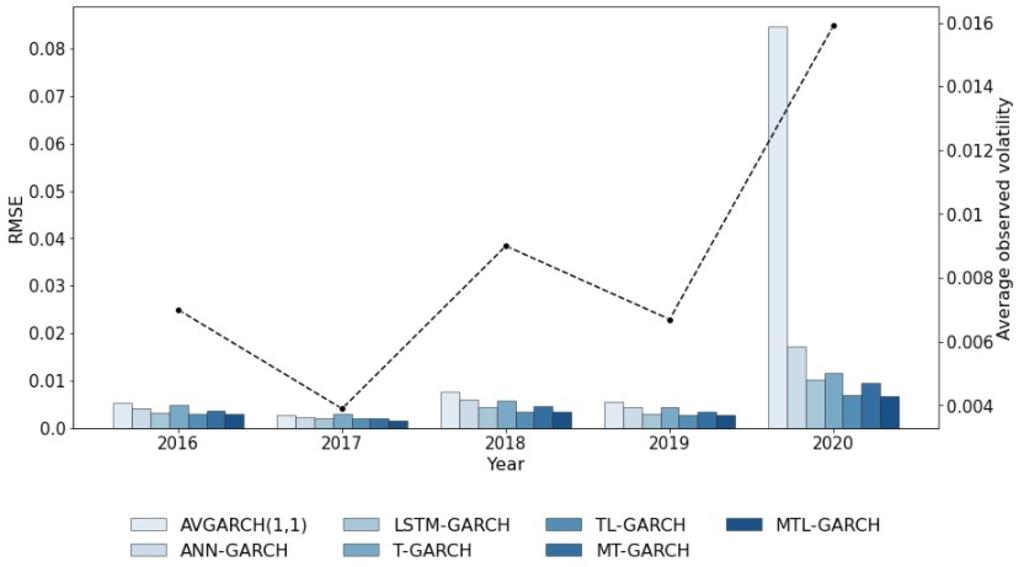 0.08
0.07
0.06
0.05
0.04
0.03
0.02
0.01
0.0
RMSE
0.016
0.014
0.012
0.01
0.008
0.006
0.004
Average observed volatility
2016 2017 2018 2019 2020
Year
AVGARCH(1,1) LSTM-GARCH TL-GARCH MTL-GARCH
ANN-GARCH T-GARCH MT-GARCH